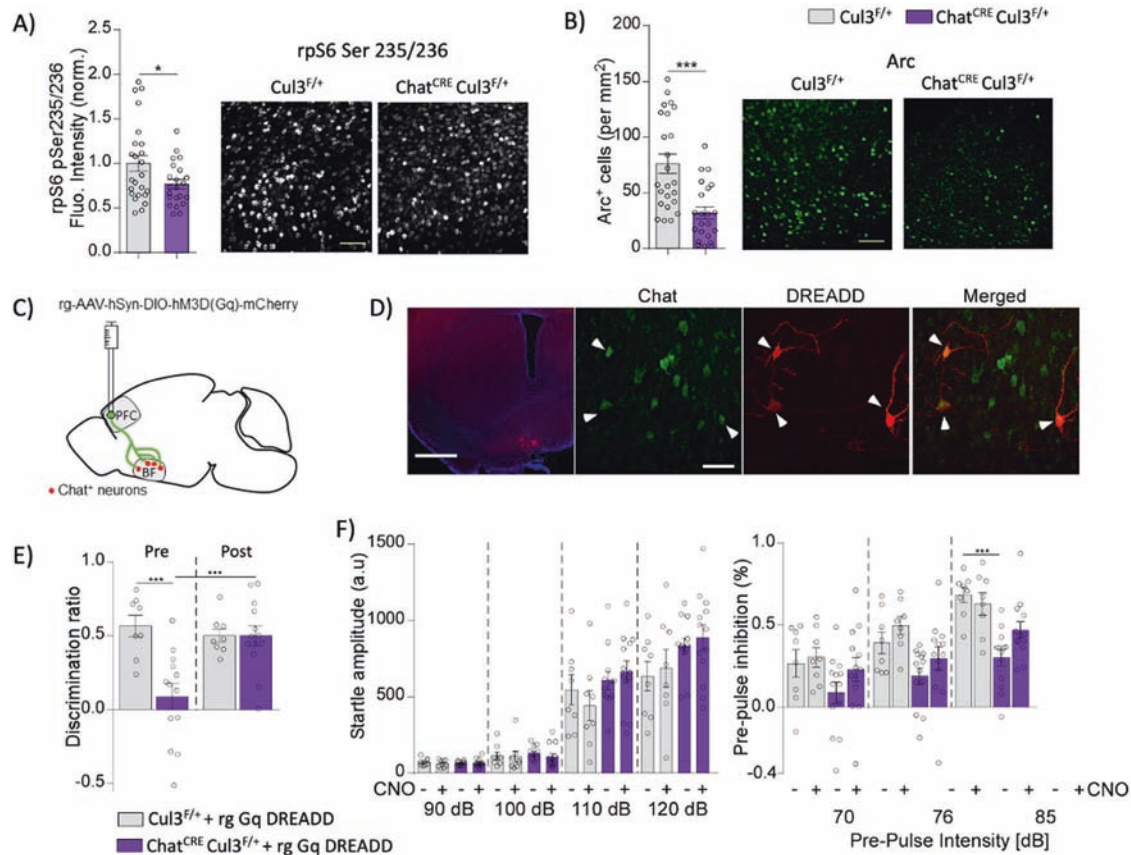 A)
rpS6 Ser 235/236
*
Cul3F/+
ChatCRE Cul3F/+
rpS6 pSer235/236
Fluo. Intensity (norm.)
2.0
1.5
1.0
0.5
0.0
Cul3F/+
ChatCRE Cul3F/+
B)
Arc
***
Cul3F/+
ChatCRE Cul3F/+
Arc+ cells (per mm2)
200
150
100
50
0
C)
rg-AAV-hSyn-DIO-hM3D(Gq)-mCherry
PFC
BF
Chat+ neurons
D)
Chat
DREADD
Merged
E)
Pre
Post
***
***
Discrimination ratio
1.0
0.5
0.0
-0.5
Cul3F/+ + rg Gq DREADD
ChatCRE Cul3F/+ + rg Gq DREADD
F)
Startle amplitude (a.u)
1500
1000
500
0
CNO
- + - + - + - + - + - + - + - +
90 dB
100 dB
110 dB
120 dB
Pre-pulse inhibition (%)
1.0
0.5
0.0
-0.4
***
- + - + - + - + - + CNO
70
76
85
Pre-Pulse Intensity [dB]